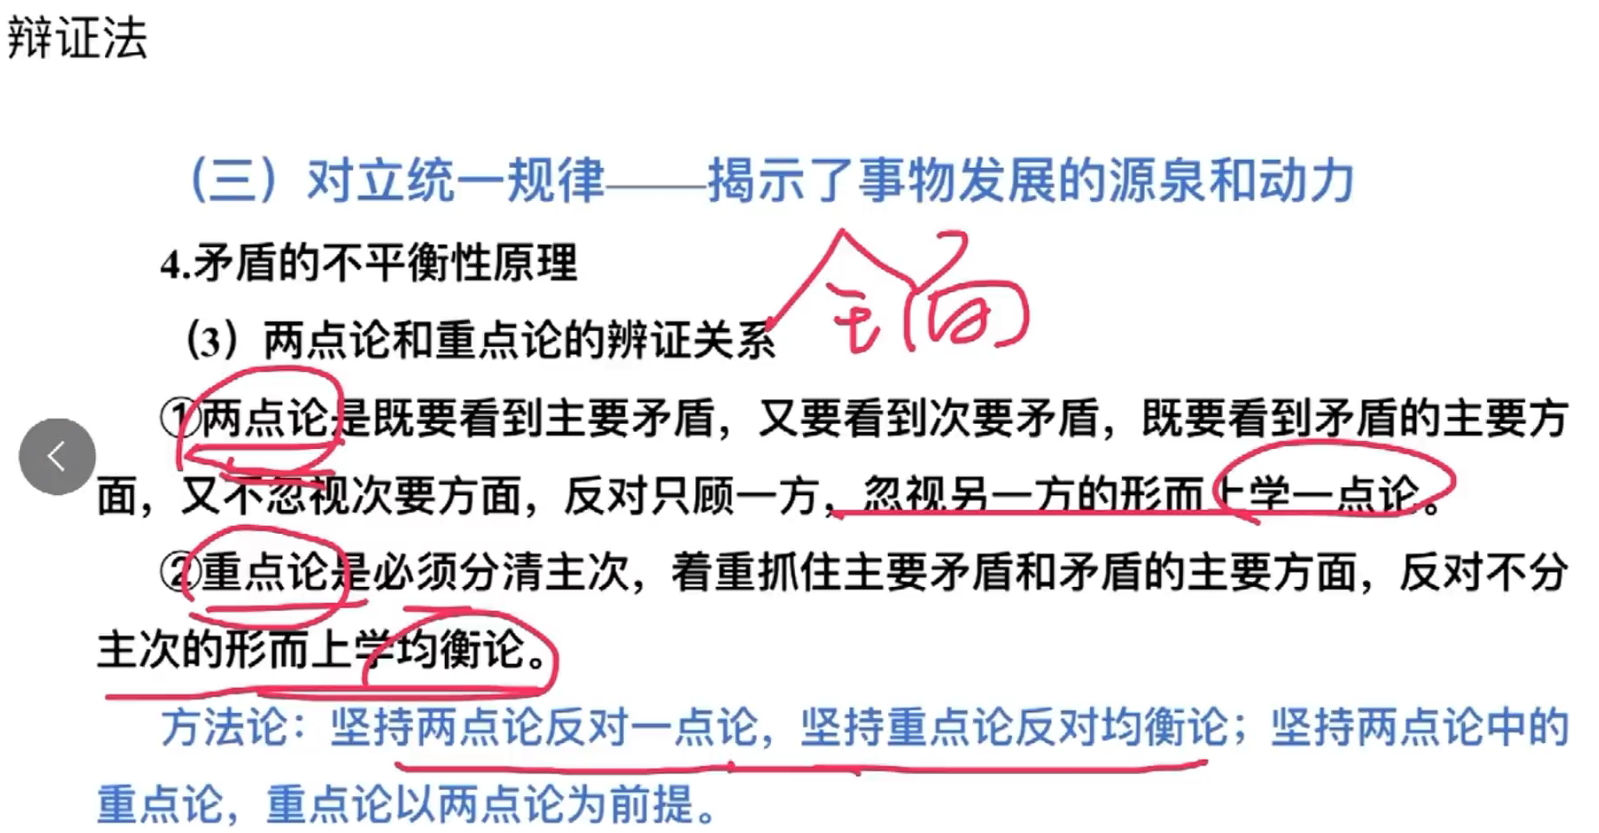 辩证法
（三）对立统一规律——揭示了事物发展的源泉和动力
4.矛盾的不平衡性原理
全面
（3）两点论和重点论的辨证关系
①两点论是既要看到主要矛盾，又要看到次要矛盾，既要看到矛盾的主要方
面，又不忽视次要方面，反对只顾一方，忽视另一方的形而上学一点论。
②重点论是必须分清主次，着重抓住主要矛盾和矛盾的主要方面，反对不分
主次的形而上学均衡论。
方法论：坚持两点论反对一点论，坚持重点论反对均衡论；坚持两点论中的
重点论，重点论以两点论为前提。